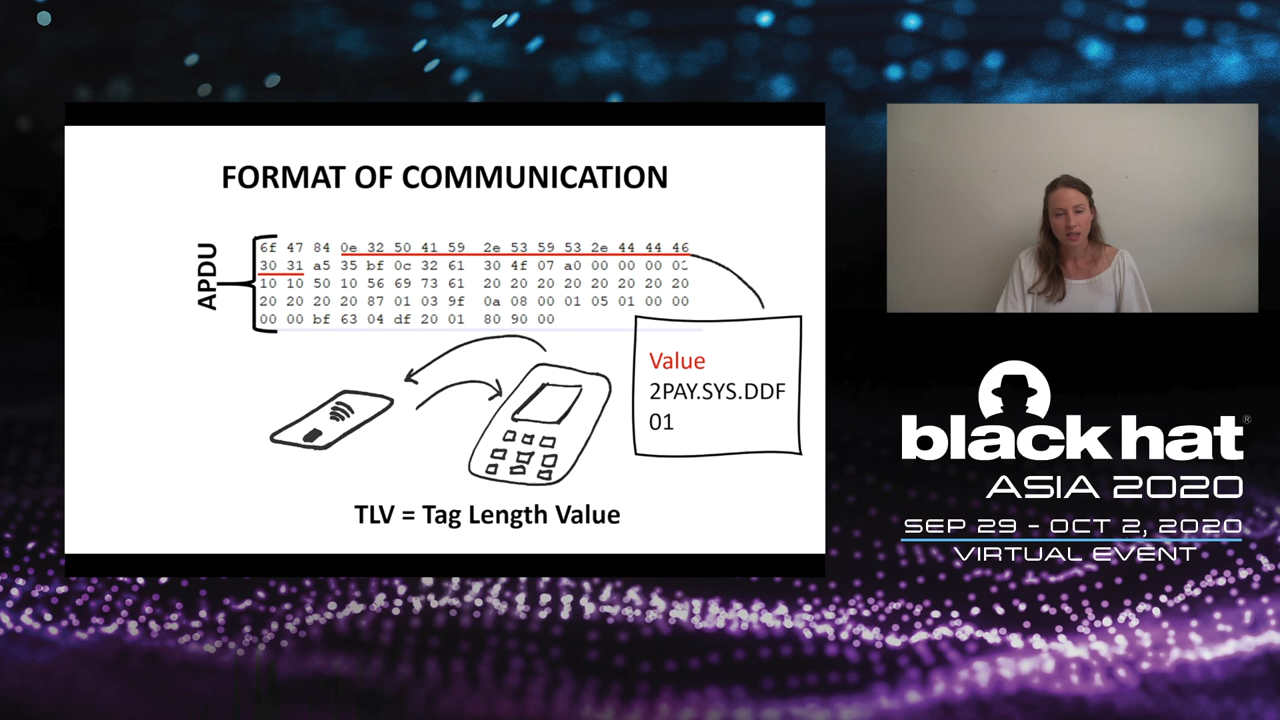 FORMAT OF COMMUNICATION
APDU
6f 47 84 0e 32 50 41 59 2e 53 59 53 2e 44 44 46
30 31 a5 35 bf 0c 32 61 30 4f 07 a0 00 00 00 03
10 10 50 10 56 69 73 61 20 20 20 20 20 20 20 20
20 20 20 20 87 01 03 9f 0a 08 00 01 05 01 00 00
00 00 bf 63 04 df 20 01 80 90 00
Value
2PAY.SYS.DDF
01
TLV = Tag Length Value
black hat®
ASIA 2020
SEP 29 - OCT 2, 2020
VIRTUAL EVENT